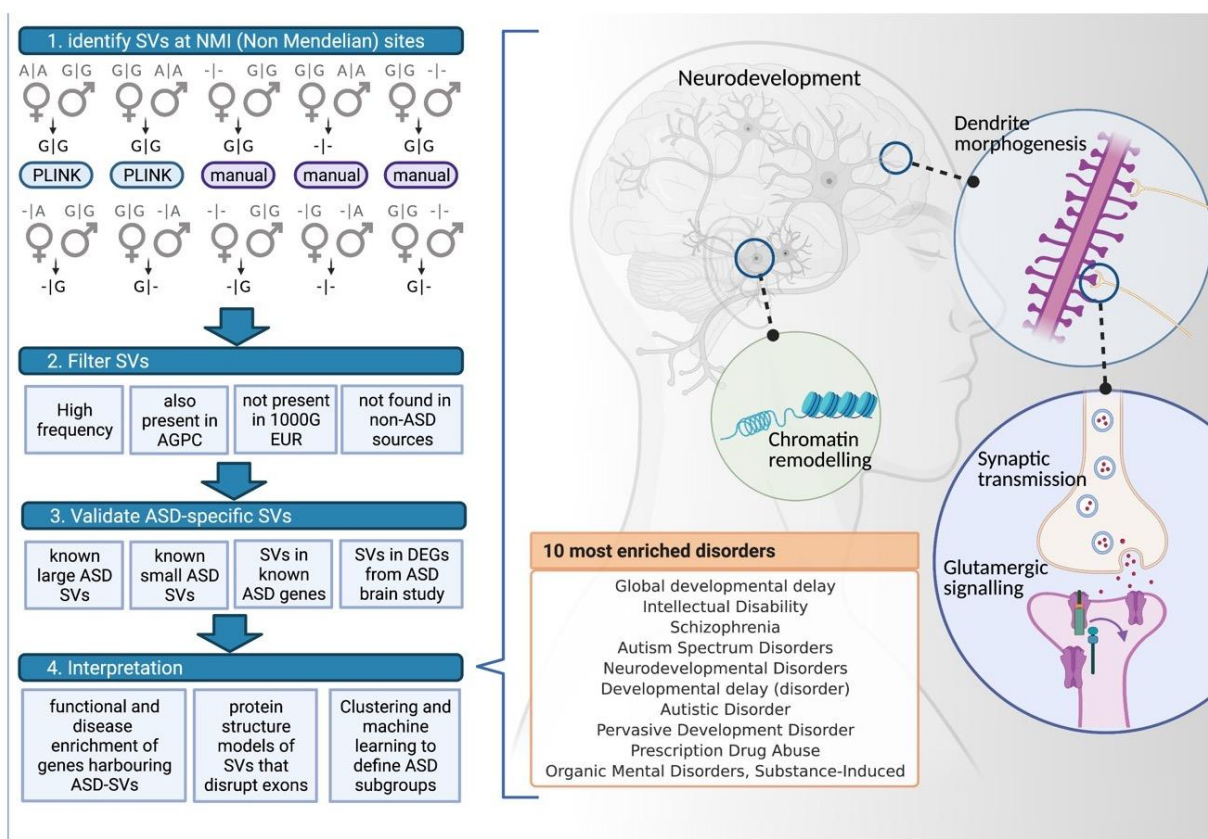 1. identify SVs at NMI (Non Mendelian) sites
A|A G|G G|G A|A -|- G|G G|G A|A G|G -|-
G|G G|G G|G -|- G|G
PLINK PLINK manual manual manual
-|A G|G G|G -|A -|- G|G -|G -|A G|G -|-
-|G G|- -|G -|- G|-
2. Filter SVs
High
frequency
also
present in
AGPC
not present
in 1000G
EUR
not found in
non-ASD
sources
3. Validate ASD-specific SVs
known
large ASD
SVs
known
small ASD
SVs
SVs in
known
ASD genes
SVs in DEGs
from ASD
brain study
4. Interpretation
functional and
disease
enrichment of
genes harbouring
ASD-SVs
protein
structure
models of
SVs that
disrupt exons
Clustering and
machine
learning to
define ASD
subgroups
Neurodevelopment
Dendrite
morphogenesis
Chromatin
remodelling
Synaptic
transmission
Glutamergic
signalling
10 most enriched disorders
Global developmental delay
Intellectual Disability
Schizophrenia
Autism Spectrum Disorders
Neurodevelopmental Disorders
Developmental delay (disorder)
Autistic Disorder
Pervasive Development Disorder
Prescription Drug Abuse
Organic Mental Disorders, Substance-Induced